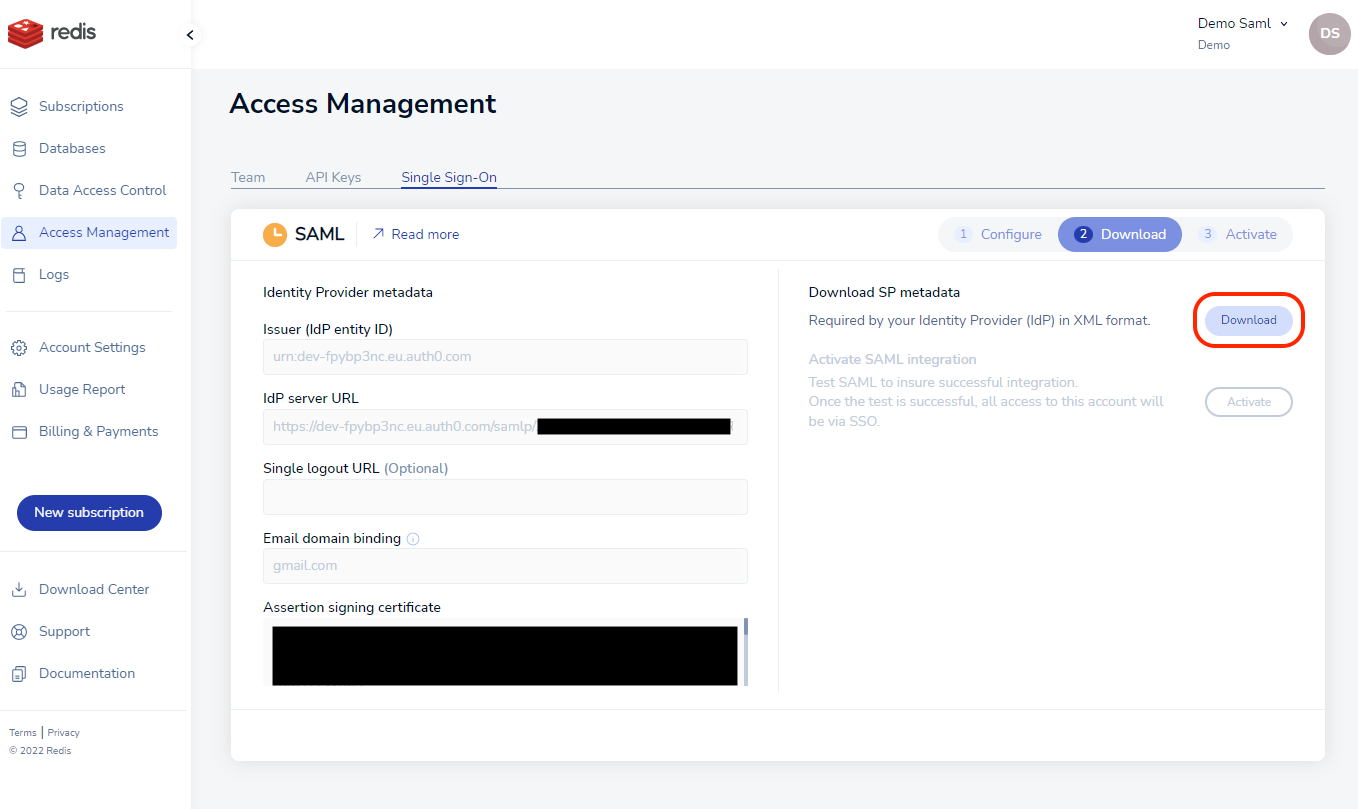 redis
Demo Saml
Demo
DS
Subscriptions
Databases
Data Access Control
Access Management
Logs
Account Settings
Usage Report
Billing & Payments
New subscription
Download Center
Support
Documentation
Terms | Privacy
© 2022 Redis
Access Management
Team API Keys Single Sign-On
SAML Read more
1 Configure 2 Download 3 Activate
Identity Provider metadata
Issuer (IdP entity ID)
urn:dev-fpybp3nc.eu.auth0.com
IdP server URL
https://dev-fpybp3nc.eu.auth0.com/samlp/
Single logout URL (Optional)
Email domain binding
gmail.com
Assertion signing certificate
Download SP metadata
Required by your Identity Provider (IdP) in XML format.
Download
Activate SAML integration
Test SAML to insure successful integration.
Once the test is successful, all access to this account will
be via SSO.
Activate